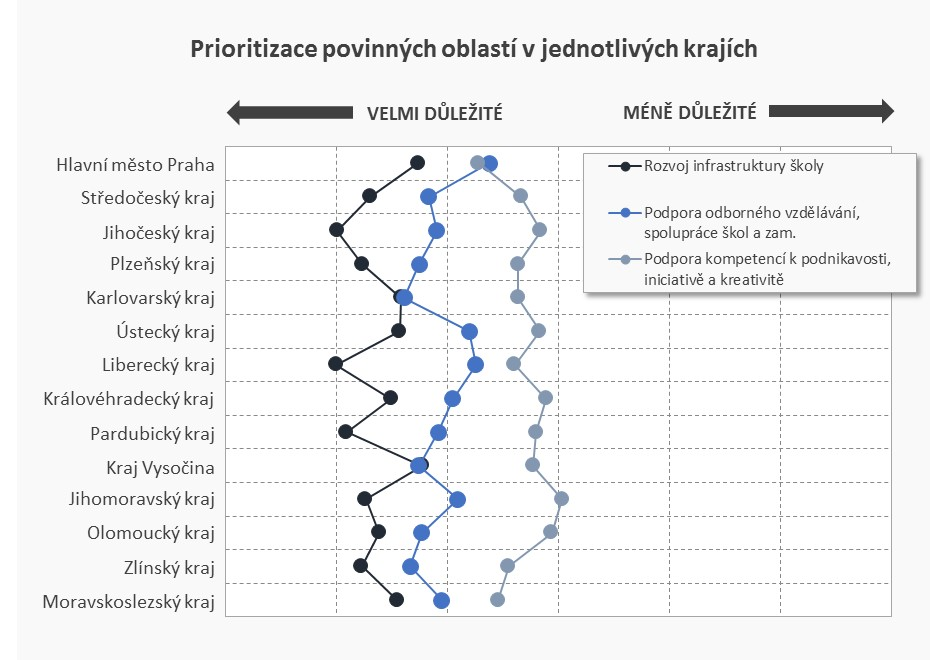 Prioritizace povinných oblastí v jednotlivých krajích
VELMI DŮLEŽITÉ
MÉNĚ DŮLEŽITÉ
Hlavní město Praha
Středočeský kraj
Jihočeský kraj
Plzeňský kraj
Karlovarský kraj
Ústecký kraj
Liberecký kraj
Královéhradecký kraj
Pardubický kraj
Kraj Vysočina
Jihomoravský kraj
Olomoucký kraj
Zlínský kraj
Moravskoslezský kraj
Rozvoj infrastruktury školy
Podpora odborného vzdělávání,
spolupráce škol a zam.
Podpora kompetencí k podnikavosti,
iniciativě a kreativitě